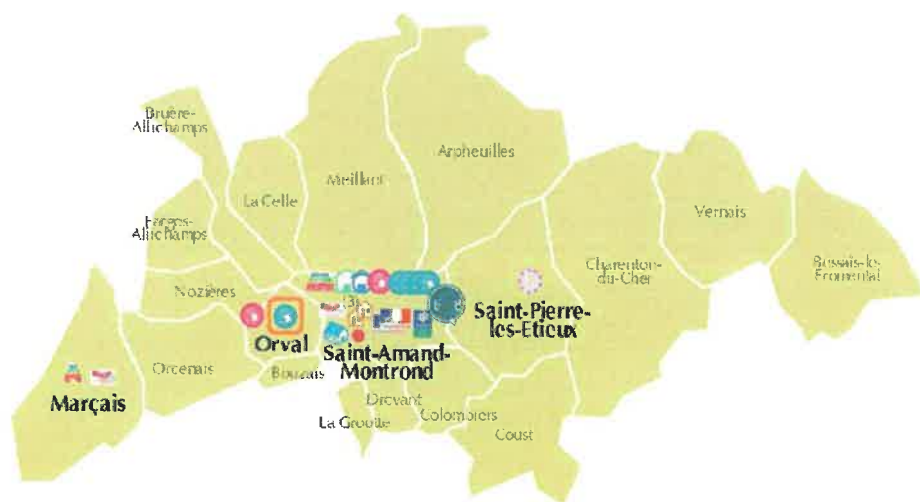 Bruère-
Allichamps
Arpheuilles
Meillant
La Celle
Vernais
Farges-
Allichamps
Charenton-
du-Cher
Bessais-le-
Fromental
Nozières
(3)
Saint-Pierre-
les-Etieux
Orval
Saint-Amand-
Montrond
Orcenais
Bouzais
Marçais
Drevant
Colombiers
La Groutte
Coust